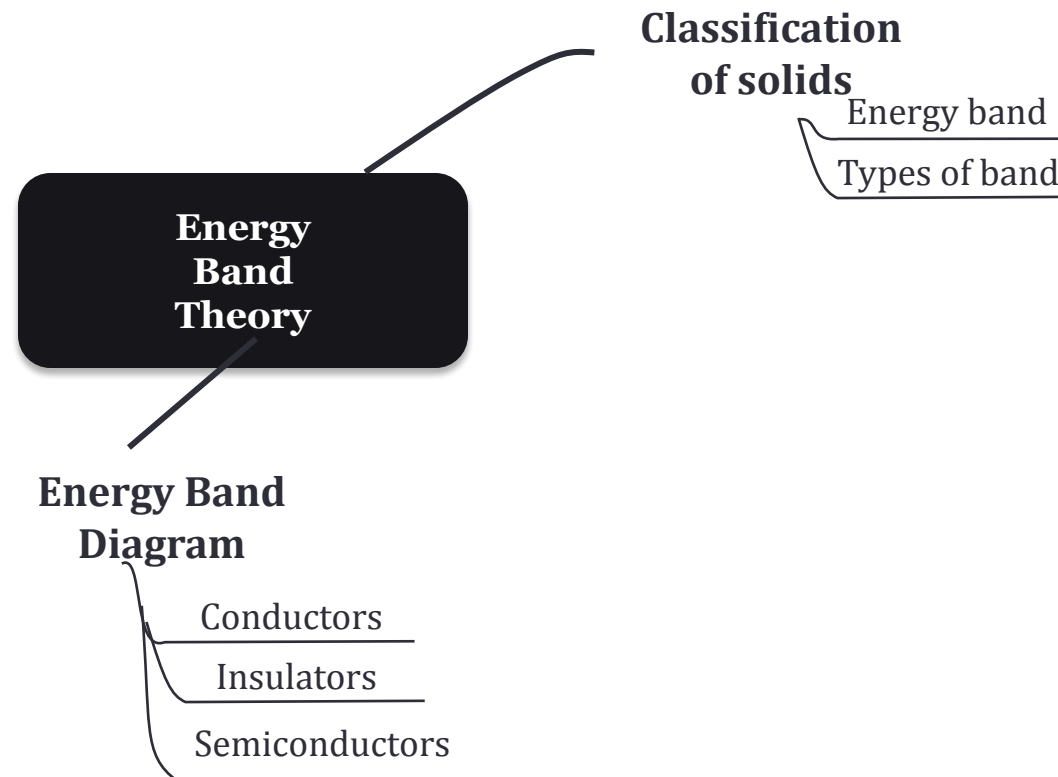 Classification
of solids
Energy band
Types of band
Energy
Band
Theory
Energy Band
Diagram
Conductors
Insulators
Semiconductors